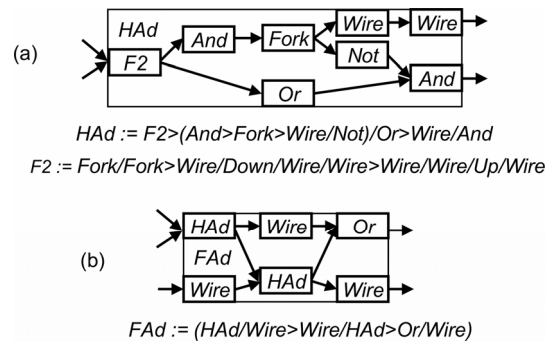 HAd
Wire
Wire
(a)
And
Fork
F2
Not
And
Or
HAd := F2>(And>Fork>Wire/Not)/Or>Wire/And
F2 := Fork/Fork>Wire/Down/Wire/Wire>Wire/Wire/Up/Wire
HAd
Wire
Or
(b)
FAd
HAd
Wire
Wire
FAd := (HAd/Wire>Wire/HAd>Or/Wire)